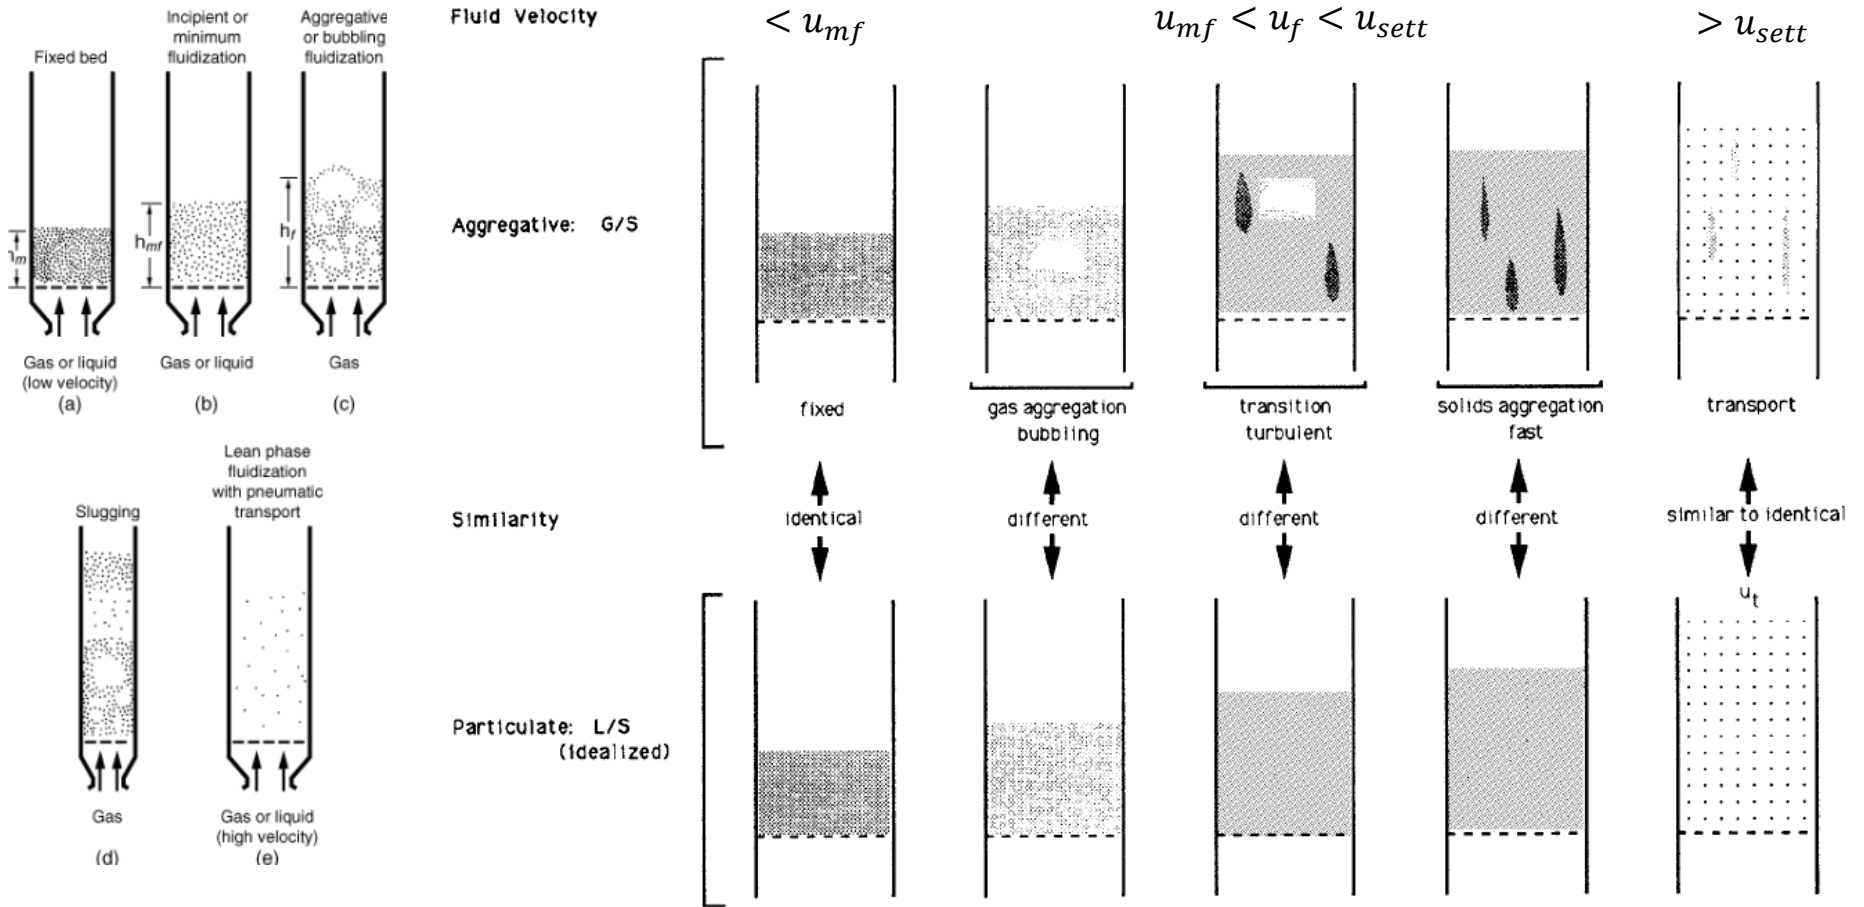 Fixed bed
Incipient or
minimum
fluidization
Aggregative
or bubbling
fluidization
h_mf
h_f
Gas or liquid
(low velocity)
(a)
Gas or liquid
(b)
Gas
(c)
Slugging
Lean phase
fluidization
with pneumatic
transport
Gas
(d)
Gas or liquid
(high velocity)
(e)
Fluid Velocity
< u_mf
u_mf < u_f < u_sett
> u_sett
Aggregative: G/S
fixed
gas aggregation
bubbling
transition
turbulent
solids aggregation
fast
transport
Similarity
identical
different
different
different
similar to identical
u_t
Particulate: L/S
(idealized)